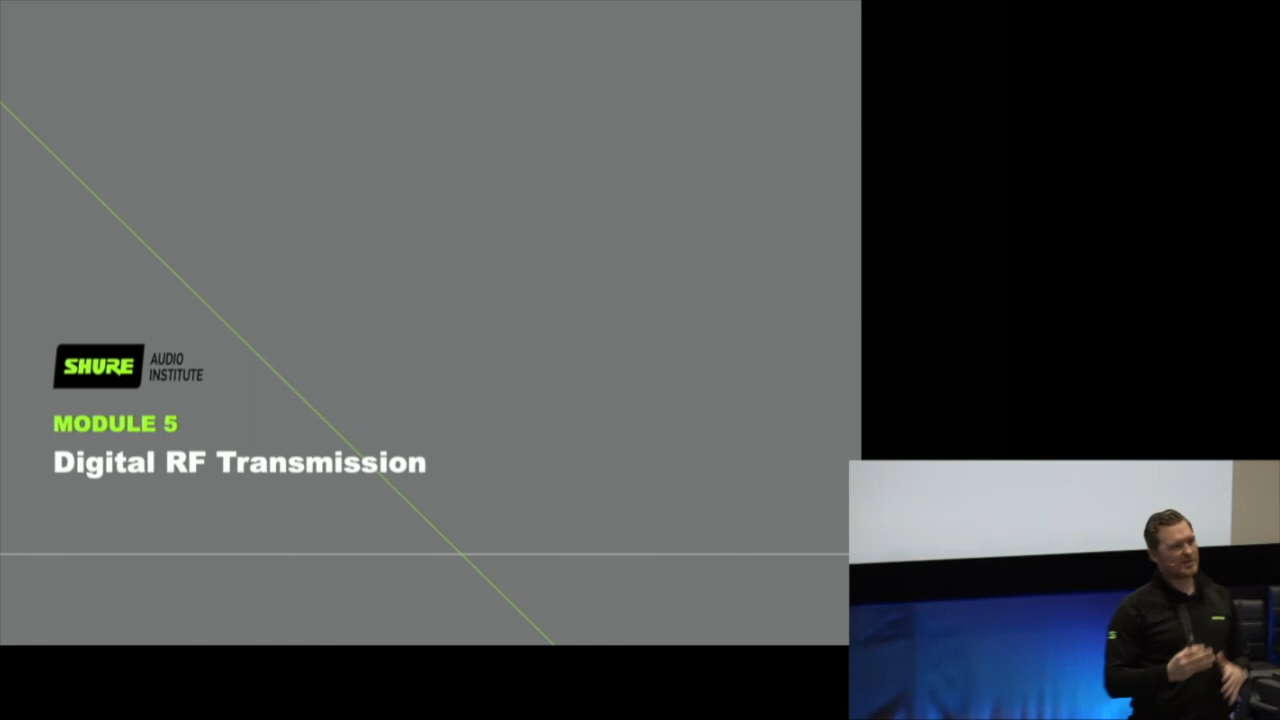 SHURE
AUDIO
INSTITUTE
MODULE 5
Digital RF Transmission